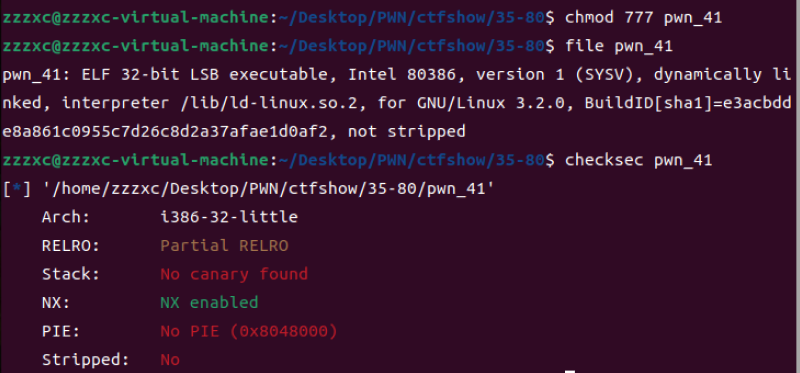 zzzxc@zzzxc-virtual-machine:~/Desktop/PWN/ctfshow/35-80$ chmod 777 pwn_41
zzzxc@zzzxc-virtual-machine:~/Desktop/PWN/ctfshow/35-80$ file pwn_41
pwn_41: ELF 32-bit LSB executable, Intel 80386, version 1 (SYSV), dynamically li
nked, interpreter /lib/ld-linux.so.2, for GNU/Linux 3.2.0, BuildID[sha1]=e3acbdd
e8a861c0955c7d26c8d2a37afae1d0af2, not stripped
zzzxc@zzzxc-virtual-machine:~/Desktop/PWN/ctfshow/35-80$ checksec pwn_41
[*] '/home/zzzxc/Desktop/PWN/ctfshow/35-80/pwn_41'
    Arch:       i386-32-little
    RELRO:      Partial RELRO
    Stack:      No canary found
    NX:         NX enabled
    PIE:        No PIE (0x8048000)
    Stripped:   No